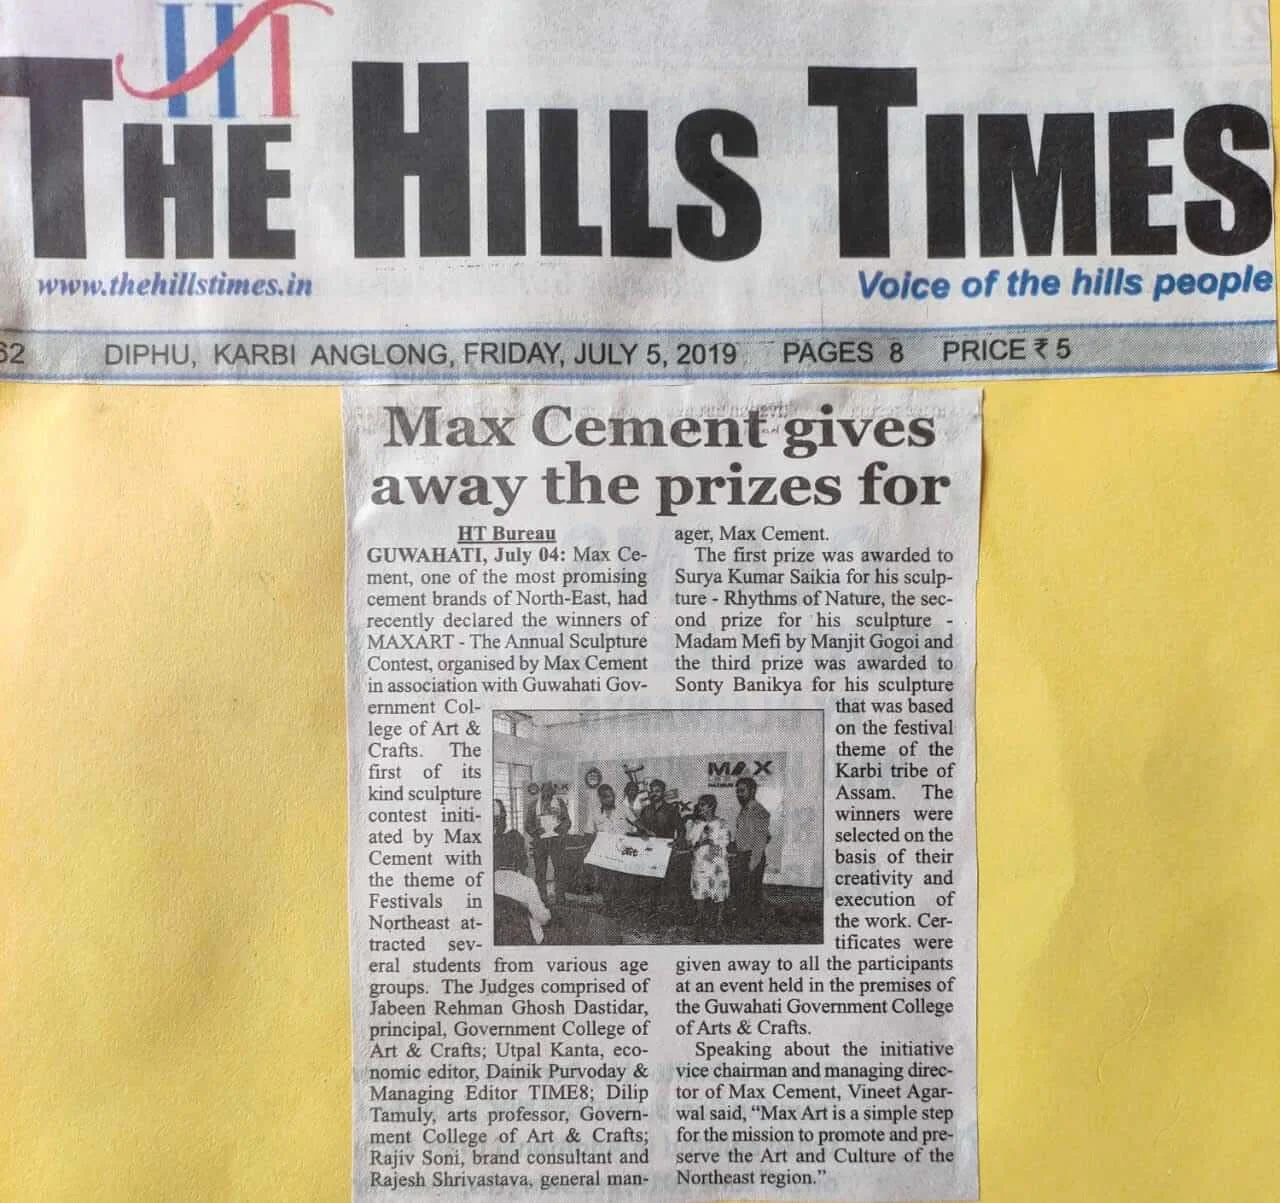 HT
THE HILLS TIMES
www.thehillstimes.in
Voice of the hills people
62 DIPHU, KARBI ANGLONG, FRIDAY, JULY 5, 2019 PAGES 8 PRICE ₹ 5
Max Cement gives
away the prizes for
HT Bureau
GUWAHATI, July 04: Max Ce-
ment, one of the most promising
cement brands of North-East, had
recently declared the winners of
MAXART - The Annual Sculpture
Contest, organised by Max Cement
in association with Guwahati Gov-
ernment Col-
lege of Art &
Crafts. The
first of its
kind sculpture
contest initi-
ated by Max
Cement with
the theme of
Festivals in
Northeast at-
tracted sev-
eral students from various age
groups. The Judges comprised of
Jabeen Rehman Ghosh Dastidar,
principal, Government College of
Art & Crafts; Utpal Kanta, eco-
nomic editor, Dainik Purvoday &
Managing Editor TIME8; Dilip
Tamuly, arts professor, Govern-
ment College of Art & Crafts;
Rajiv Soni, brand consultant and
Rajesh Shrivastava, general man-
ager, Max Cement.
The first prize was awarded to
Surya Kumar Saikia for his sculp-
ture - Rhythms of Nature, the sec-
ond prize for his sculpture -
Madam Mefi by Manjit Gogoi and
the third prize was awarded to
Sonty Banikya for his sculpture
that was based
on the festival
theme of the
Karbi tribe of
Assam. The
winners were
selected on the
basis of their
creativity and
execution of
the work. Cer-
tificates were
given away to all the participants
at an event held in the premises of
the Guwahati Government College
of Arts & Crafts.
Speaking about the initiative
vice chairman and managing direc-
tor of Max Cement, Vineet Agar-
wal said, “Max Art is a simple step
for the mission to promote and pre-
serve the Art and Culture of the
Northeast region.”
MAX